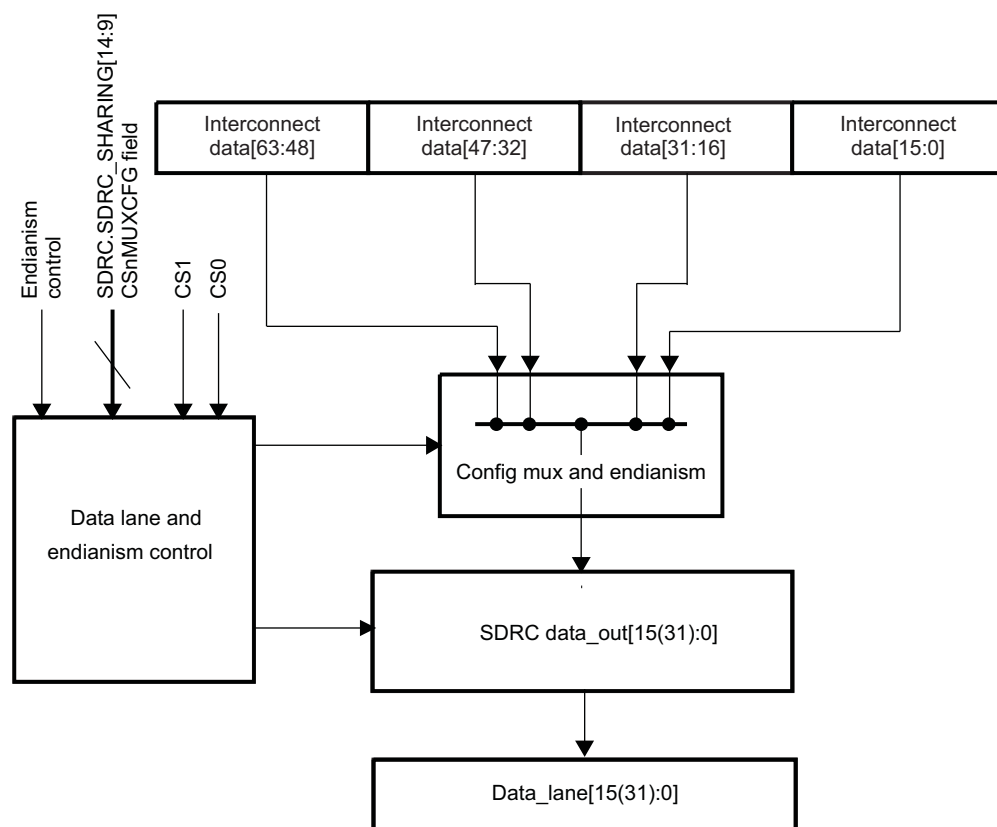 Endianism
control
SDRC.SDRC_SHARING[14:9]
CSnMUXCFG field
CS1
CS0
Interconnect
data[63:48]
Interconnect
data[47:32]
Interconnect
data[31:16]
Interconnect
data[15:0]
Config mux and endianism
Data lane and
endianism control
SDRC data_out[15(31):0]
Data_lane[15(31):0]